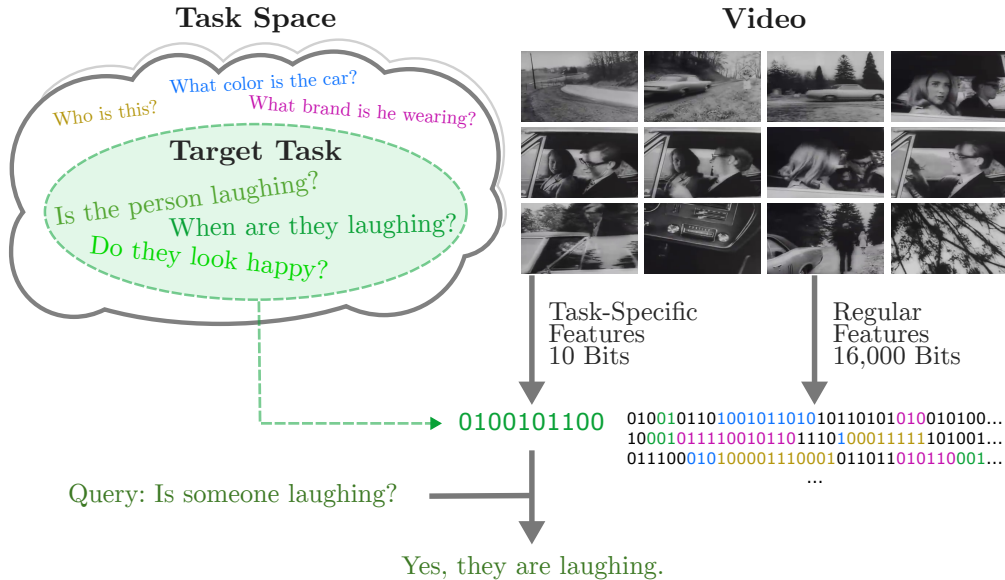 Task Space
Video
What color is the car?
Who is this?
What brand is he wearing?
Target Task
Is the person laughing?
When are they laughing?
Do they look happy?
Task-Specific
Features
10 Bits
Regular
Features
16,000 Bits
0100101100
010010110100101101010110101010010100...
100010111100101101110100011111101001...
011100010100001110001011011010110001...
...
Query: Is someone laughing?
Yes, they are laughing.